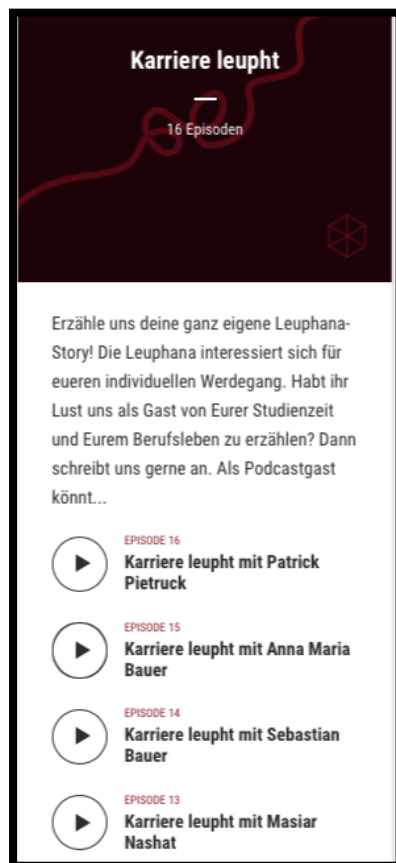 Karriere leupht
16 Episoden
Erzähle uns deine ganz eigene Leuphana-
Story! Die Leuphana interessiert sich für
eueren individuellen Werdegang. Habt ihr
Lust uns als Gast von Eurer Studienzeit
und Eurem Berufsleben zu erzählen? Dann
schreibt uns gerne an. Als Podcastgast
könnt...
EPISODE 16
Karriere leupht mit Patrick
Pietruck
EPISODE 15
Karriere leupht mit Anna Maria
Bauer
EPISODE 14
Karriere leupht mit Sebastian
Bauer
EPISODE 13
Karriere leupht mit Masiar
Nashat